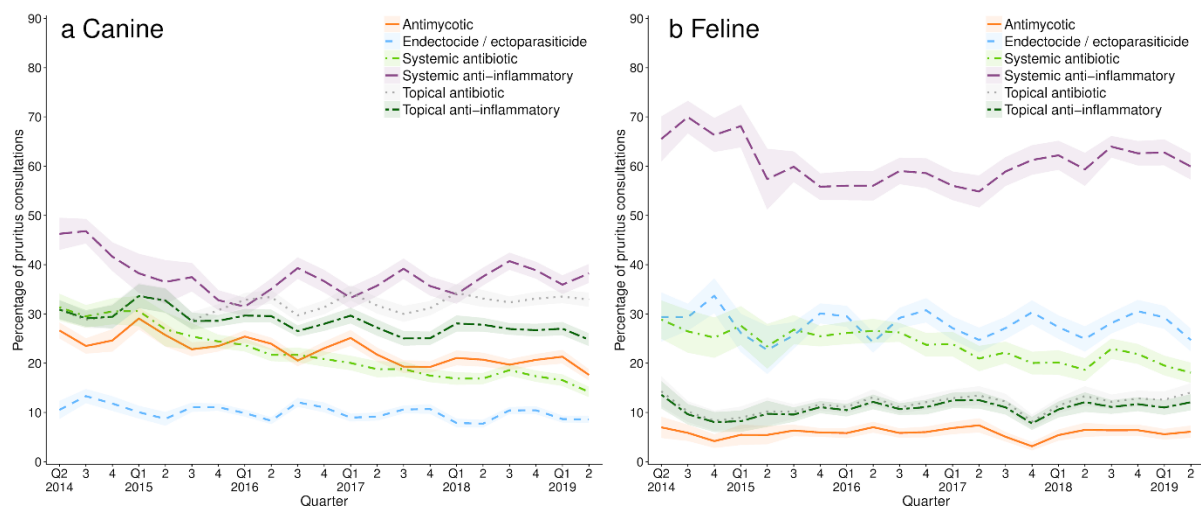 a Canine
Antimycotic
Endectocide / ectoparasiticide
Systemic antibiotic
Systemic anti−inflammatory
Topical antibiotic
Topical anti−inflammatory
Percentage of pruritus consultations
90
80
70
60
50
40
30
20
10
0
Q2 3 4 Q1 2 3 4 Q1 2 3 4 Q1 2 3 4 Q1 2 3 4 Q1 2
2014 2015 2016 2017 2018 2019
Quarter
b Feline
Antimycotic
Endectocide / ectoparasiticide
Systemic antibiotic
Systemic anti−inflammatory
Topical antibiotic
Topical anti−inflammatory
Percentage of pruritus consultations
90
80
70
60
50
40
30
20
10
0
Q2 3 4 Q1 2 3 4 Q1 2 3 4 Q1 2 3 4 Q1 2 3 4 Q1 2
2014 2015 2016 2017 2018 2019
Quarter